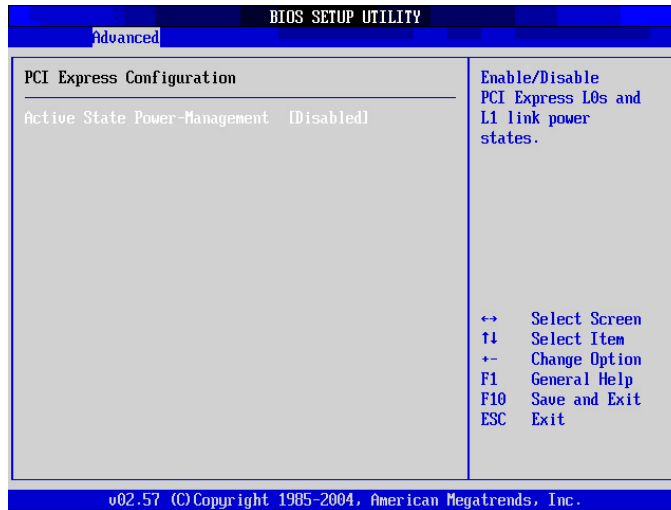 BIOS SETUP UTILITY
Advanced
PCI Express Configuration
Active State Power-Management [Disabled]
Enable/Disable
PCI Express L0s and
L1 link power
states.
↔ Select Screen
↑↓ Select Item
+- Change Option
F1 General Help
F10 Save and Exit
ESC Exit
v02.57 (C)Copyright 1985-2004, American Megatrends, Inc.